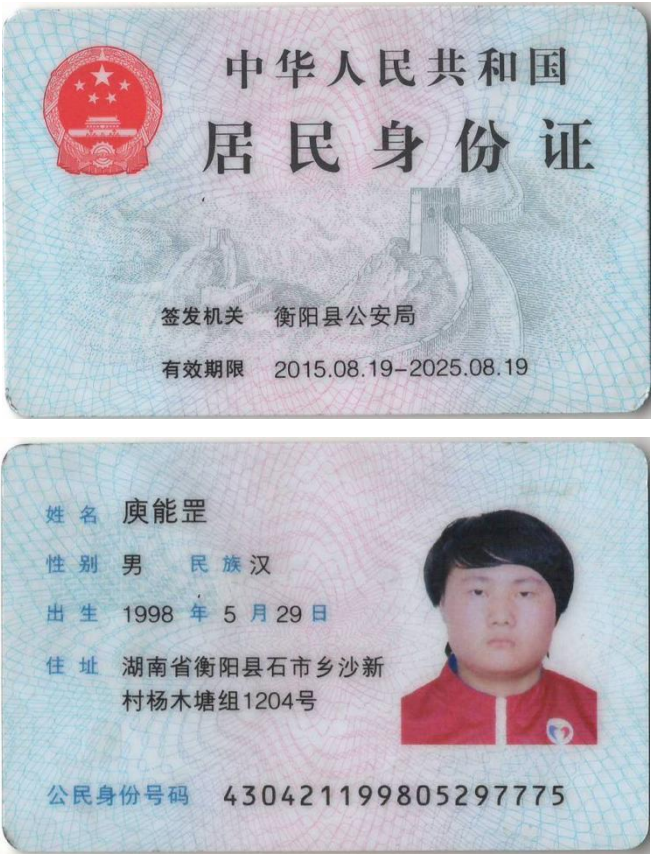 中华人民共和国
居民身份证
签发机关 衡阳县公安局
有效期限 2015.08.19-2025.08.19
姓名 庾能罡
性别 男 民族 汉
出生 1998 年 5 月 29 日
住址 湖南省衡阳县石市乡沙新
村杨木塘组1204号
公民身份号码 430421199805297775